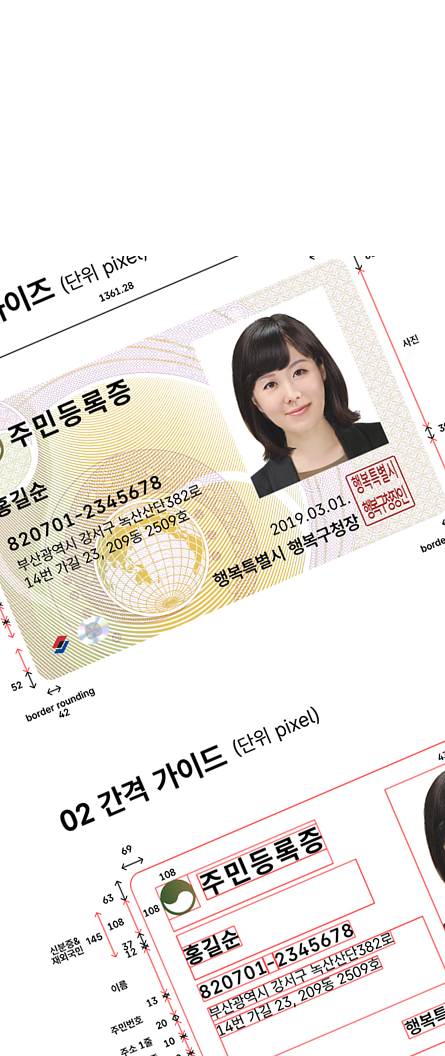 가이즈 (단위 pixel)
1361.28
사진
주민등록증
홍길순
820701-2345678
부산광역시 강서구 녹산산단382로
14번 가길 23, 209동 2509호
2019.03.01.
행복특별시 행복구청장
행복특별시
행복구청장인
52
border rounding
42
02 간격 가이드 (단위 pixel)
69
108
63
108
108
신분증&
재외국민
145
37
12
이름
13
주민번호
20
주소 1줄
10
주민등록증
홍길순
820701-2345678
부산광역시 강서구 녹산산단382로
14번 가길 23, 209동 2509호